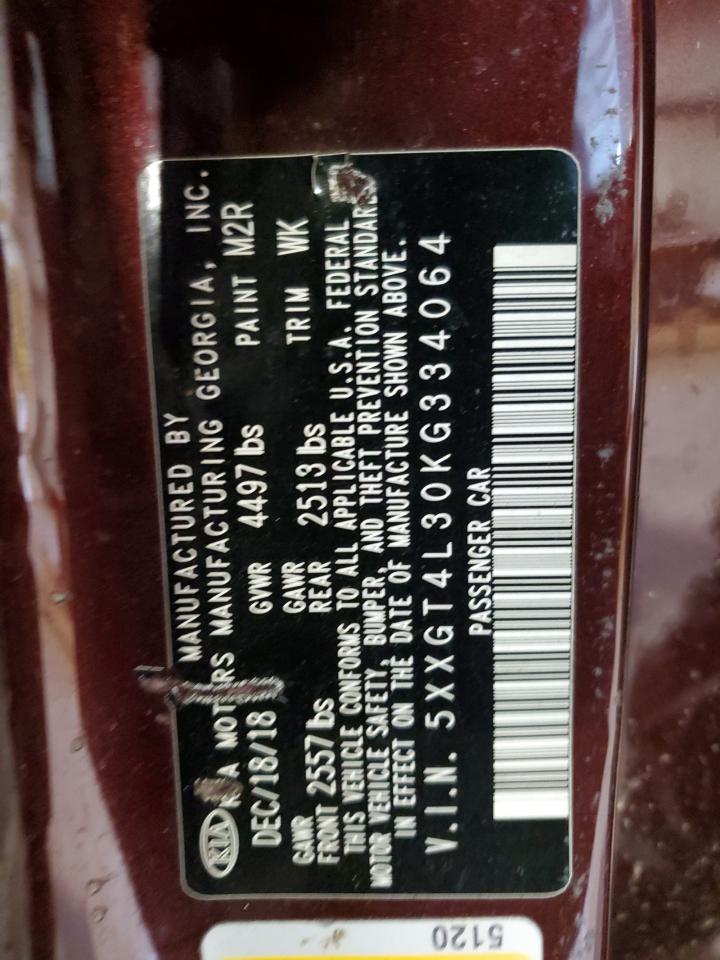 MANUFACTURED BY
KIA MOTORS MANUFACTURING GEORGIA, INC.
KIA
DEC/18/18 GVWR 4497 lbs PAINT M2R
GAWR FRONT 2557 lbs GAWR REAR 2513 lbs TRIM WK
THIS VEHICLE CONFORMS TO ALL APPLICABLE U.S.A. FEDERAL
MOTOR VEHICLE SAFETY, BUMPER, AND THEFT PREVENTION STANDARDS
IN EFFECT ON THE DATE OF MANUFACTURE SHOWN ABOVE.
V.I.N. 5XXGT4L30KG334064
PASSENGER CAR
5120